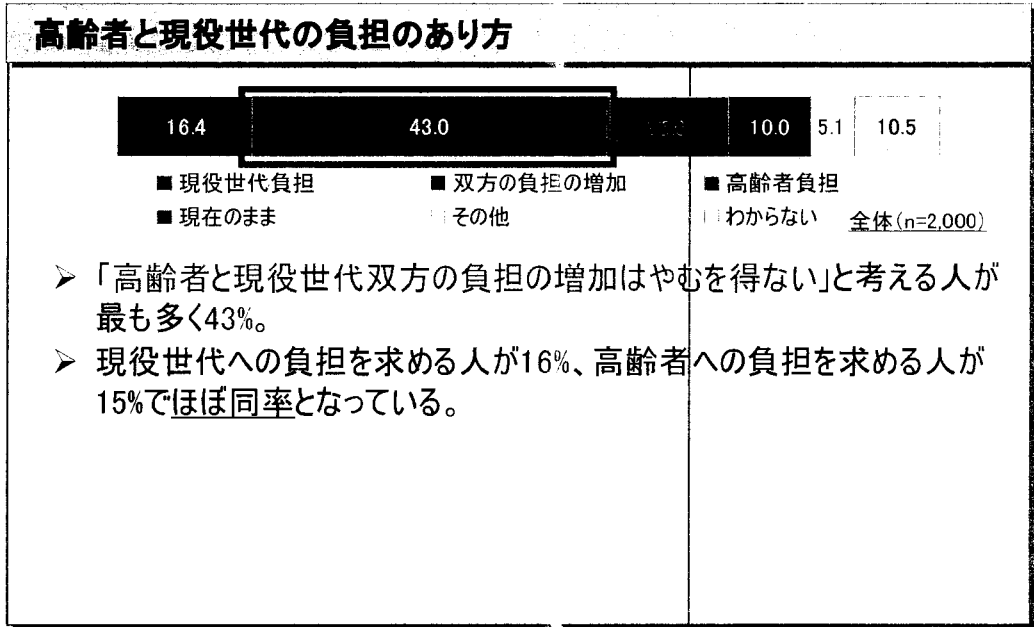 高齢者と現役世代の負担のあり方
16.4 43.0 10.0 5.1 10.5
■現役世代負担 ■双方の負担の増加 ■高齢者負担
■現在のまま □その他 □わからない 全体(n=2,000)
➢「高齢者と現役世代双方の負担の増加はやむを得ない」と考える人が
最も多く43%。
➢ 現役世代への負担を求める人が16%、高齢者への負担を求める人が
15%でほぼ同率となっている。